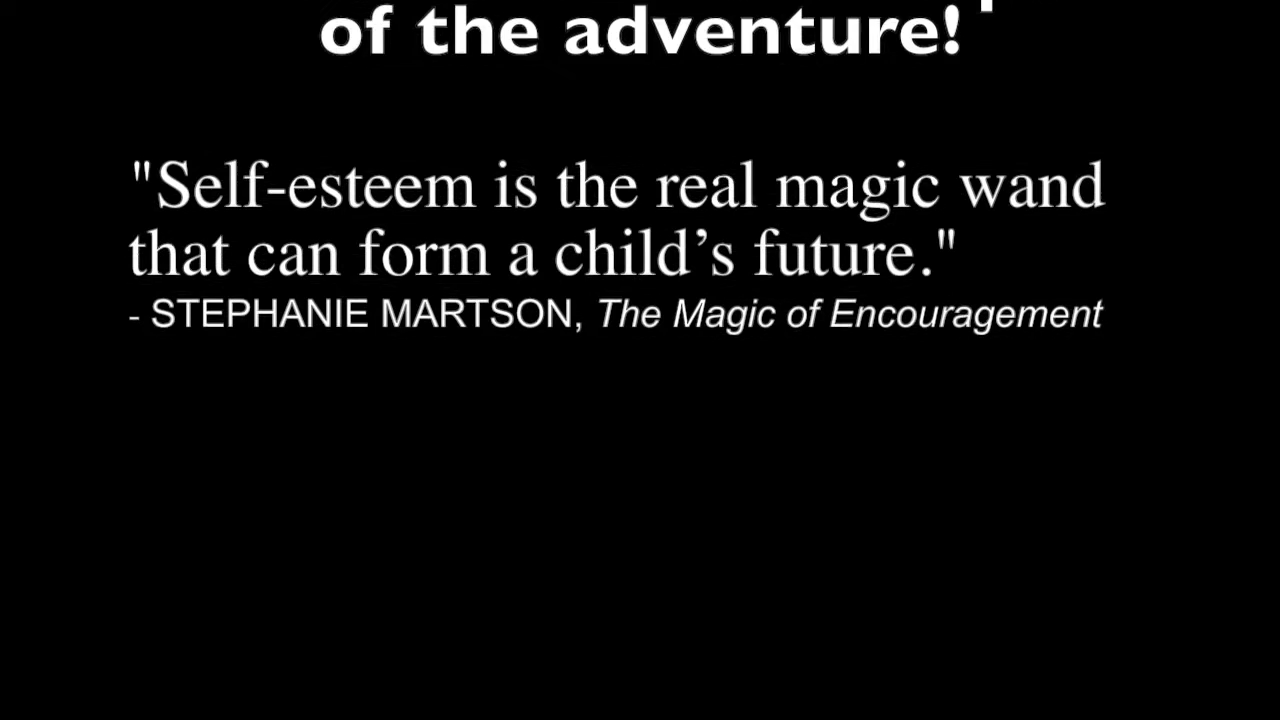 of the adventure!
"Self-esteem is the real magic wand
that can form a child’s future."
- STEPHANIE MARTSON, The Magic of Encouragement